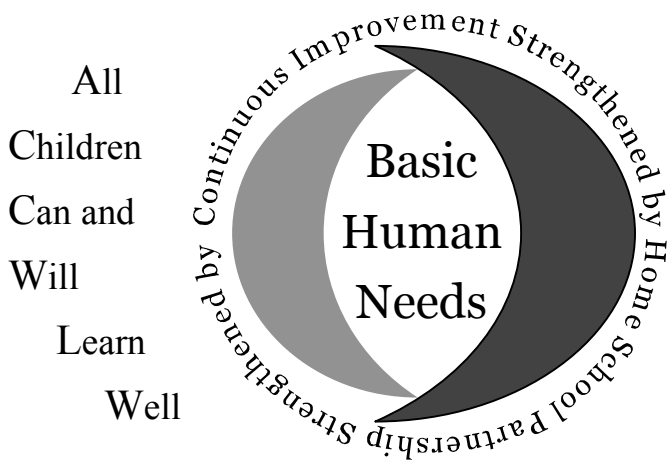 All
Children
Can and
Will
Learn
Well
Basic
Human
Needs
Strengthened by Continuous Improvement Strengthened by Home School Partnership